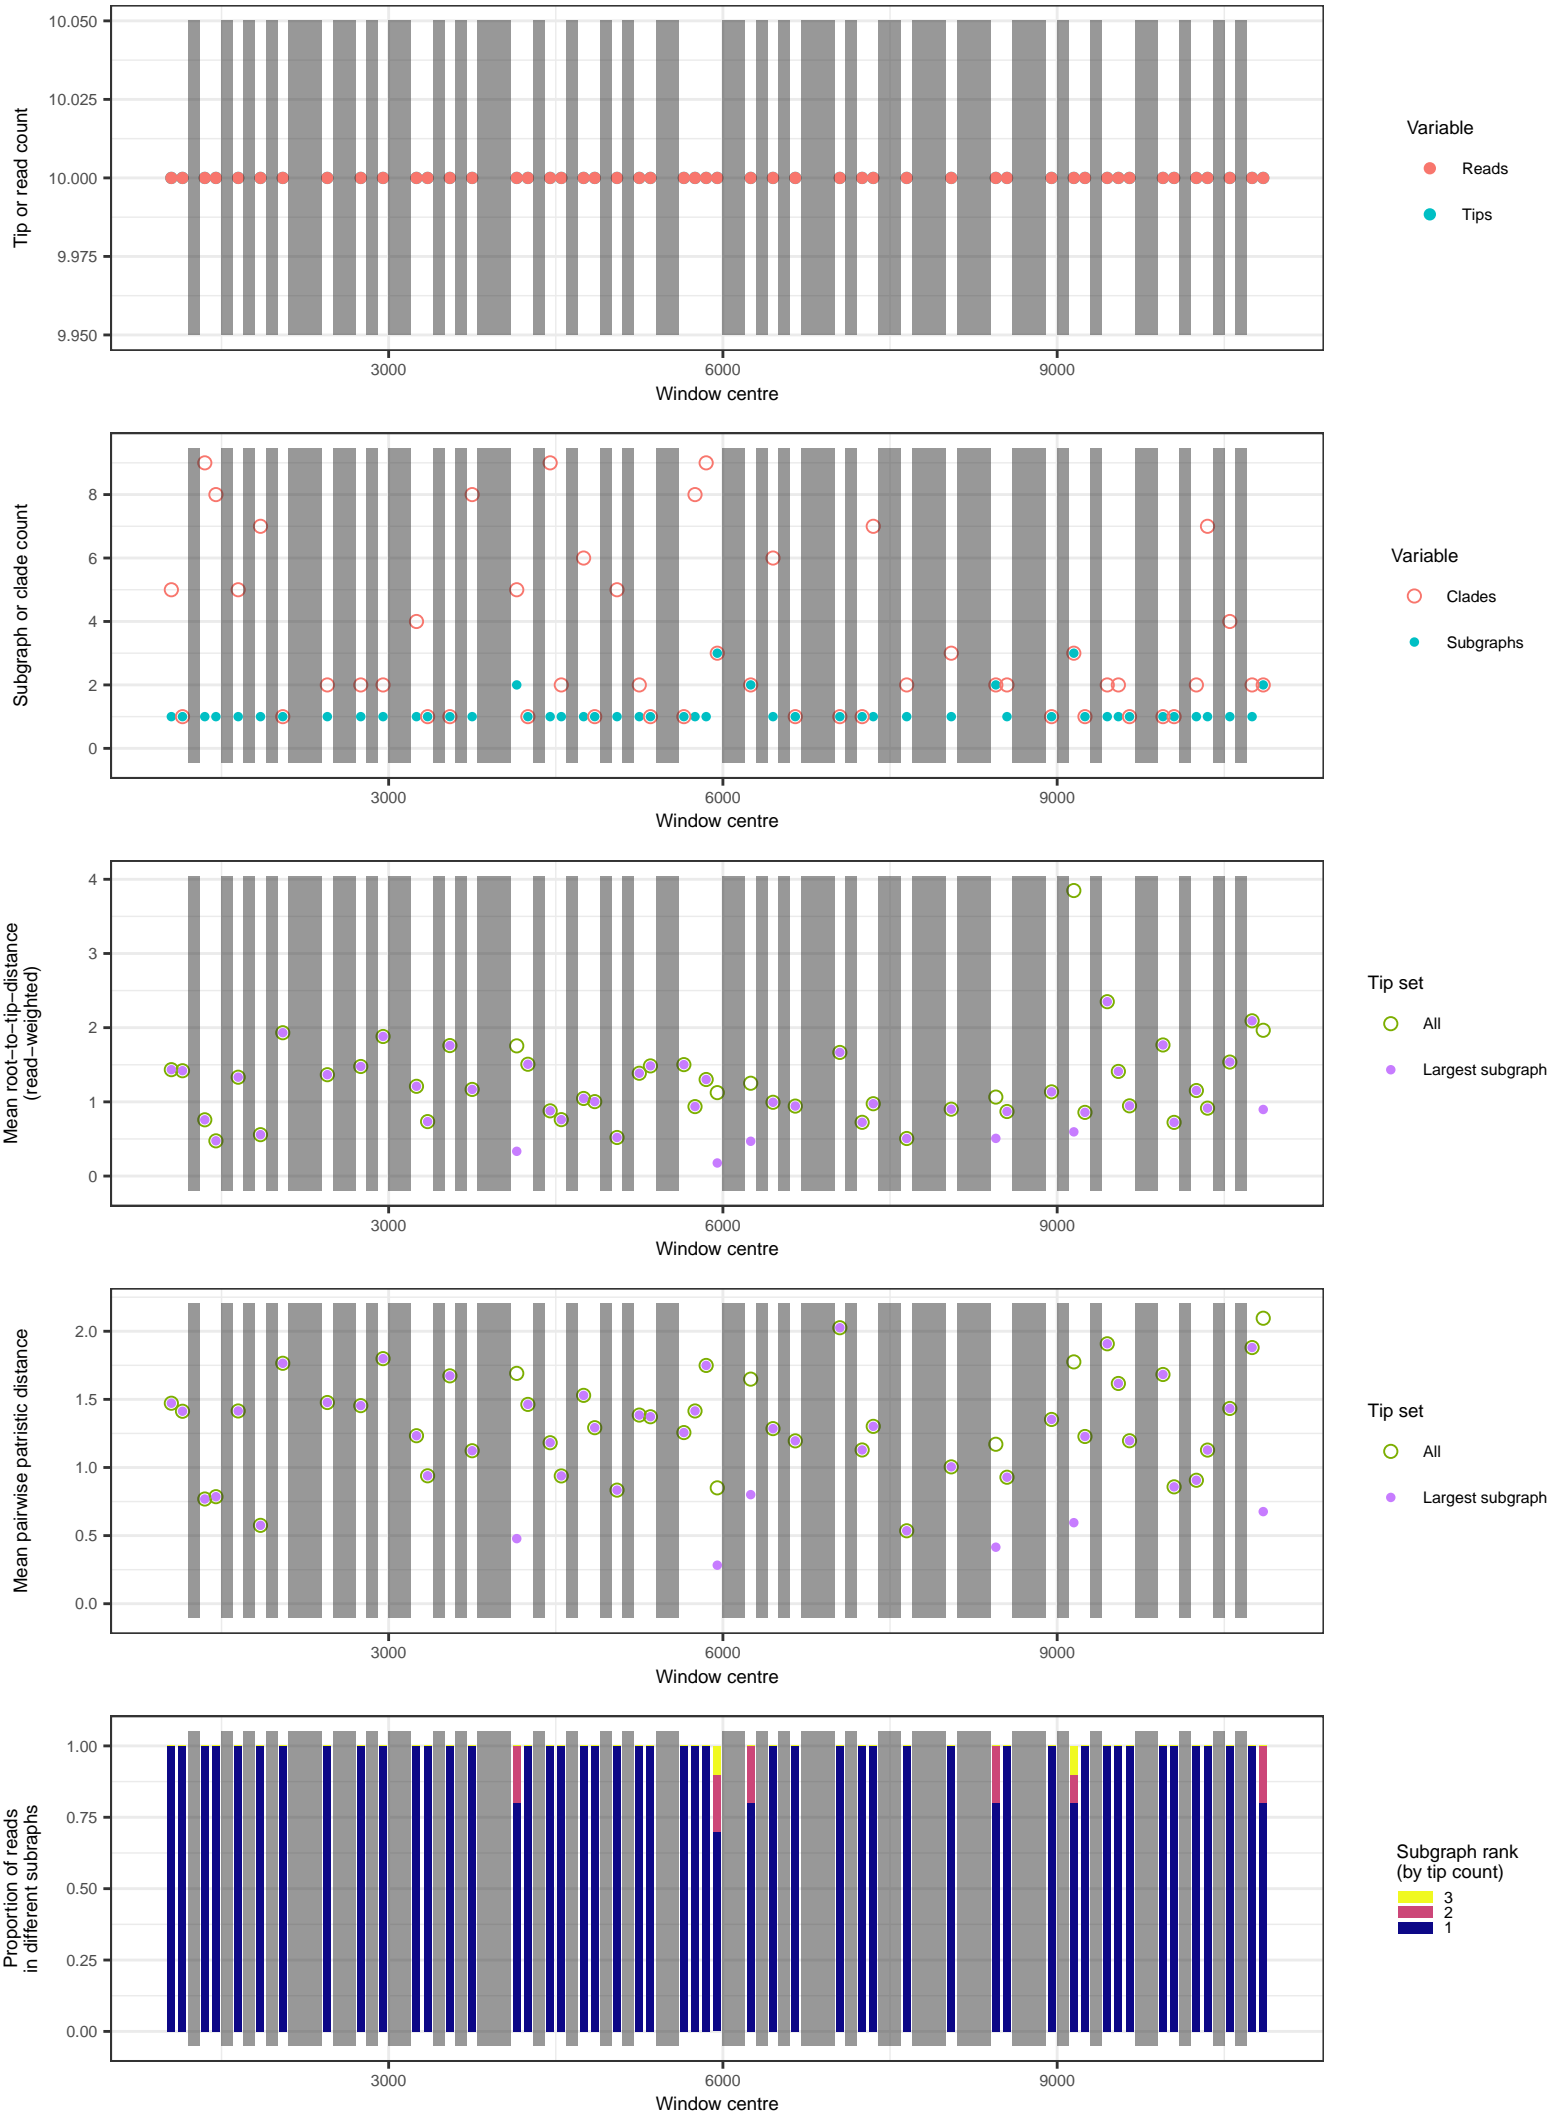 10.050
10.025
10.000
9.975
9.950
Tip or read count
3000
6000
9000
Window centre
Variable
Reads
Tips
8
6
4
2
0
Subgraph or clade count
3000
6000
9000
Window centre
Variable
Clades
Subgraphs
4
3
2
1
0
Mean root−to−tip−distance
(read−weighted)
3000
6000
9000
Window centre
Tip set
All
Largest subgraph
2.0
1.5
1.0
0.5
0.0
Mean pairwise patristic distance
3000
6000
9000
Window centre
Tip set
All
Largest subgraph
1.00
0.75
0.50
0.25
0.00
Proportion of reads
in different subraphs
3000
6000
9000
Window centre
Subgraph rank
(by tip count)
3
2
1